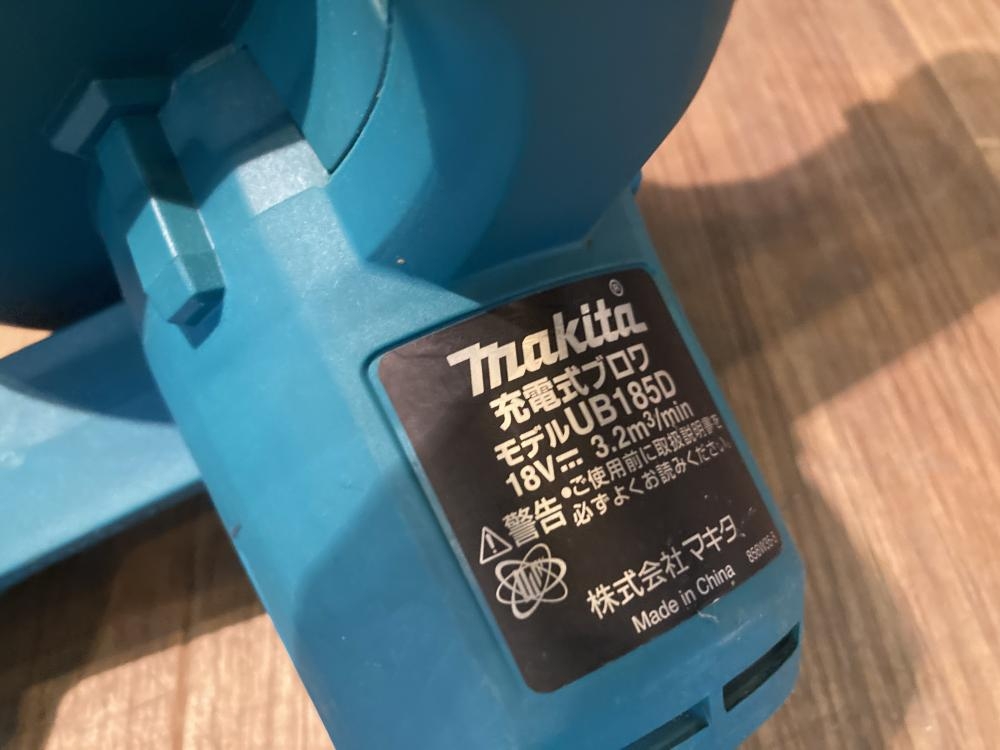 makita®
充電式ブロワ
モデルUB185D
18V⎓ 3.2m³/min
警告 •ご使用前に取扱説明書を
必ずよくお読みください。
株式会社マキタ
Made in China